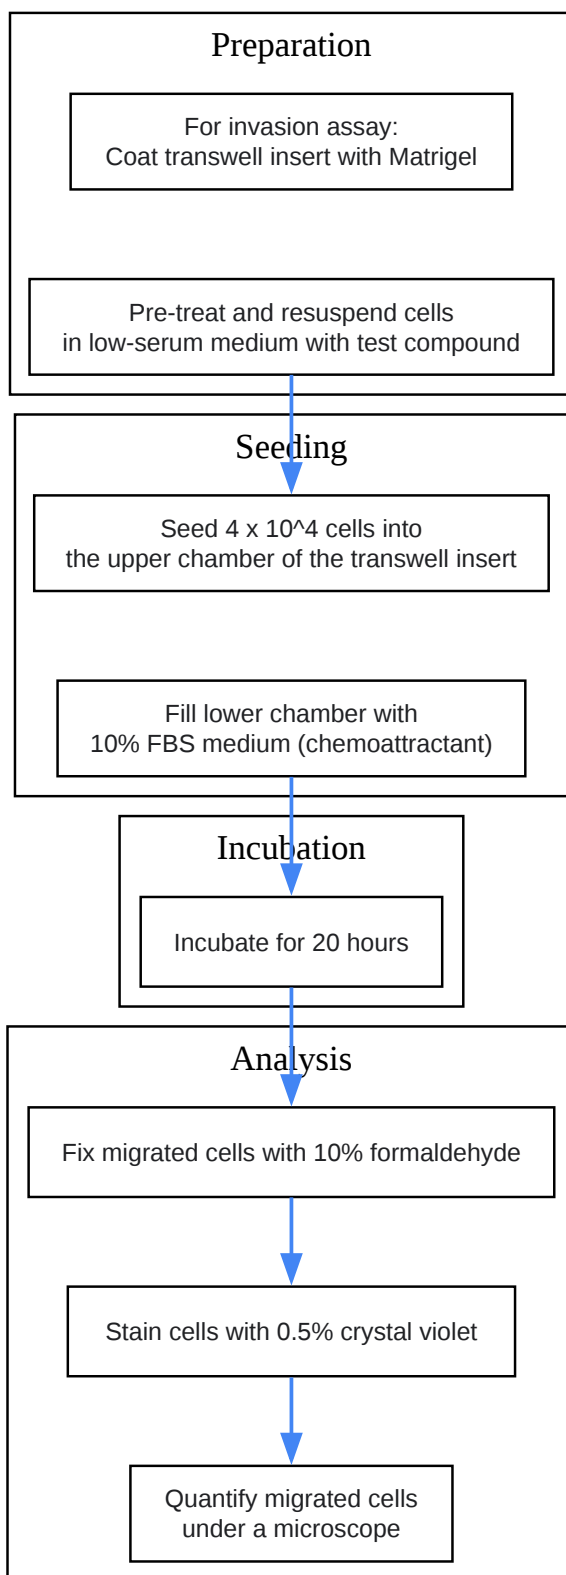 Preparation
For invasion assay:
Coat transwell insert with Matrigel
Pre-treat and resuspend cells
in low-serum medium with test compound
Seeding
Seed 4 x 10^4 cells into
the upper chamber of the transwell insert
Fill lower chamber with
10% FBS medium (chemoattractant)
Incubation
Incubate for 20 hours
Analysis
Fix migrated cells with 10% formaldehyde
Stain cells with 0.5% crystal violet
Quantify migrated cells
under a microscope